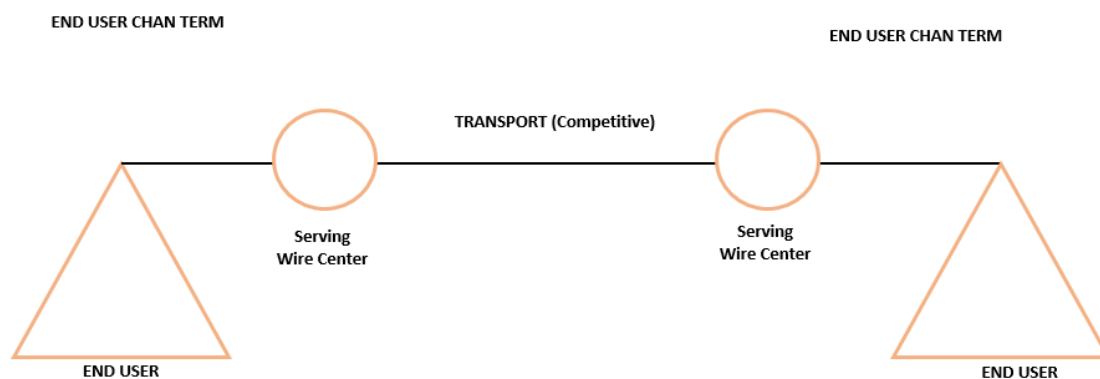 END USER CHAN TERM
END USER CHAN TERM
TRANSPORT (Competitive)
Serving
Wire Center
Serving
Wire Center
END USER
END USER